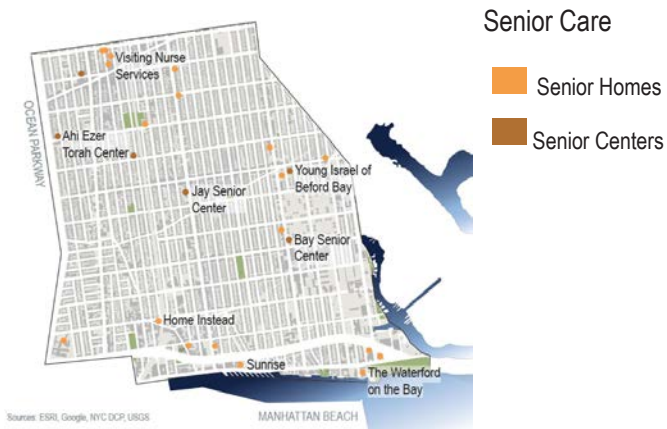 Senior Care
Senior Homes
Senior Centers
Visiting Nurse
Services
OCEAN PARKWAY
Ahi Ezer
Torah Center
Young Israel of
Beford Bay
Jay Senior
Center
Bay Senior
Center
Home Instead
Sunrise
The Waterford
on the Bay
Sources: ESRI, Google, NYC DCP, USGS
MANHATTAN BEACH